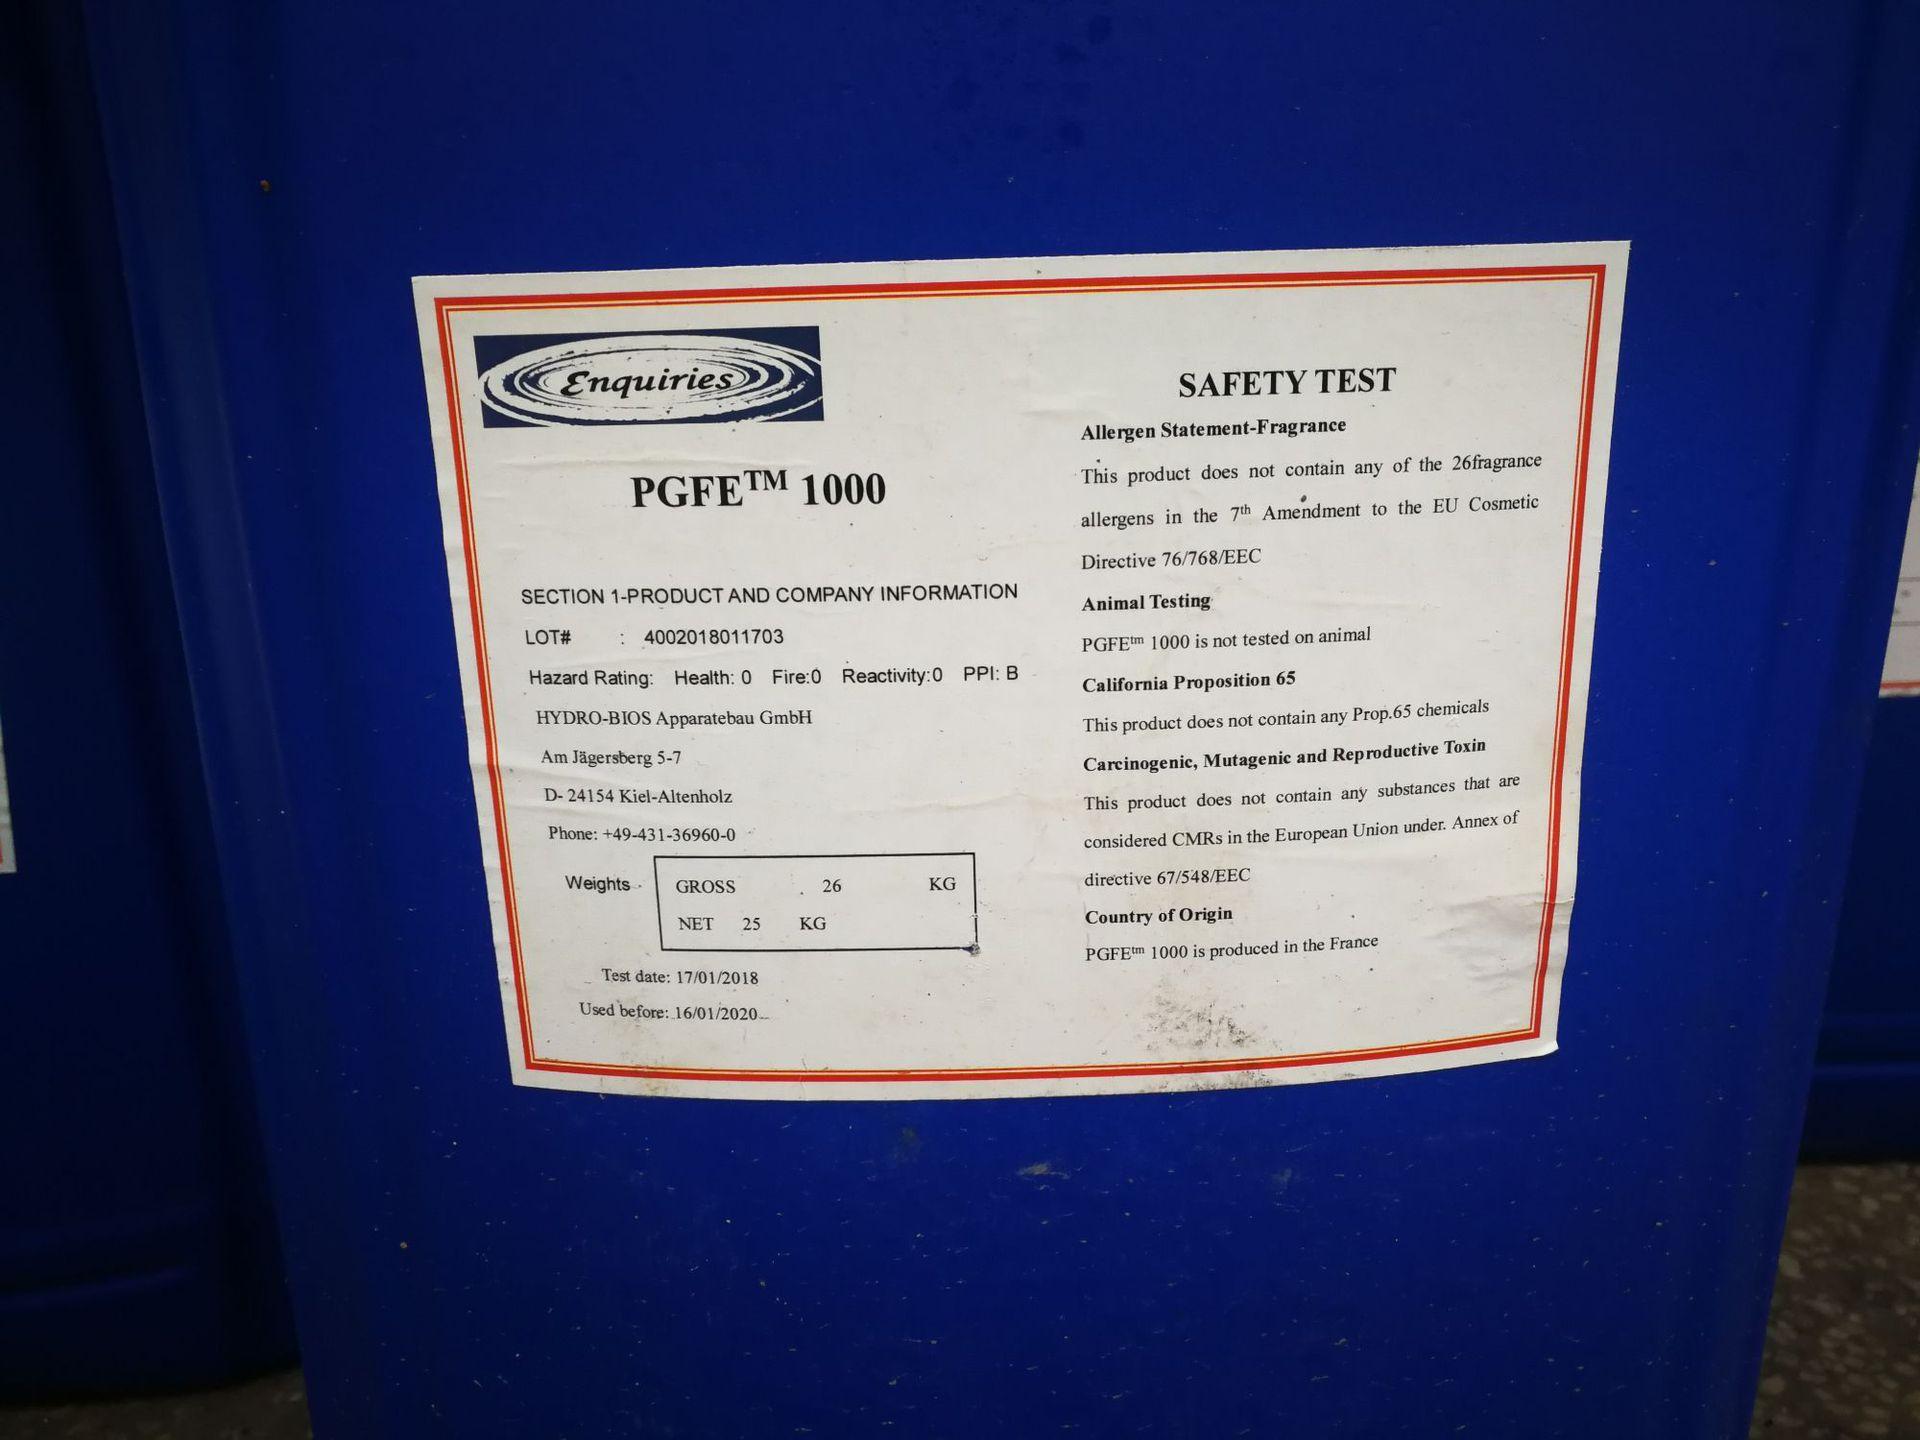 Enquiries
PGFE™ 1000
SECTION 1-PRODUCT AND COMPANY INFORMATION
LOT# : 4002018011703
Hazard Rating: Health: 0 Fire:0 Reactivity:0 PPI: B
HYDRO-BIOS Apparatebau GmbH
Am Jägersberg 5-7
D- 24154 Kiel-Altenholz
Phone: +49-431-36960-0
Weights
GROSS 26 KG
NET 25 KG
Test date: 17/01/2018
Used before: 16/01/2020
SAFETY TEST
Allergen Statement-Fragrance
This product does not contain any of the 26fragrance
allergens in the 7th Amendment to the EU Cosmetic
Directive 76/768/EEC
Animal Testing
PGFEtm 1000 is not tested on animal
California Proposition 65
This product does not contain any Prop.65 chemicals
Carcinogenic, Mutagenic and Reproductive Toxin
This product does not contain any substances that are
considered CMRs in the European Union under. Annex of
directive 67/548/EEC
Country of Origin
PGFEtm 1000 is produced in the France